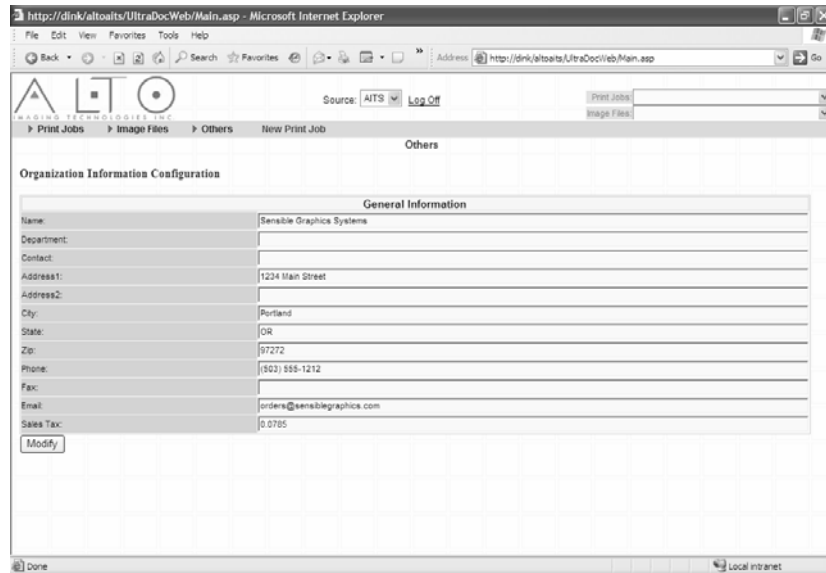 http://dink/altoaits/UltraDocWeb/Main.asp - Microsoft Internet Explorer
File Edit View Favorites Tools Help
Back Search Favorites » Address http://dink/altoaits/UltraDocWeb/Main.asp Go
ALTO
IMAGING TECHNOLOGIES INC
Source: AITS Log Off
Print Jobs:
Image Files:
Print Jobs Image Files Others New Print Job
Others
Organization Information Configuration
General Information
Name: Sensible Graphics Systems
Department:
Contact:
Address1: 1234 Main Street
Address2:
City: Portland
State: OR
Zip: 97272
Phone: (503) 555-1212
Fax:
Email: orders@sensiblegraphics.com
Sales Tax: 0.0785
Modify
Done Local intranet